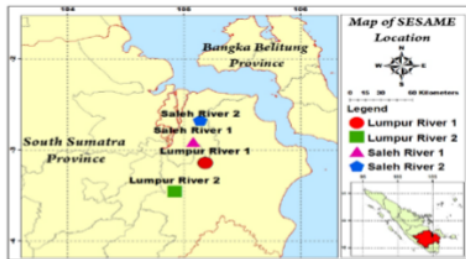 104
105
106
Bangka Belitung
Province
Saleh River 2
Saleh River 1
South Sumatra
Province
Lumpur River 1
Lumpur River 2
-3
-4
Map of SESAME
Location
N
W
E
S
0 15 30 60 Kilometers
Legend
Lumpur River 1
Lumpur River 2
Saleh River 1
Saleh River 2